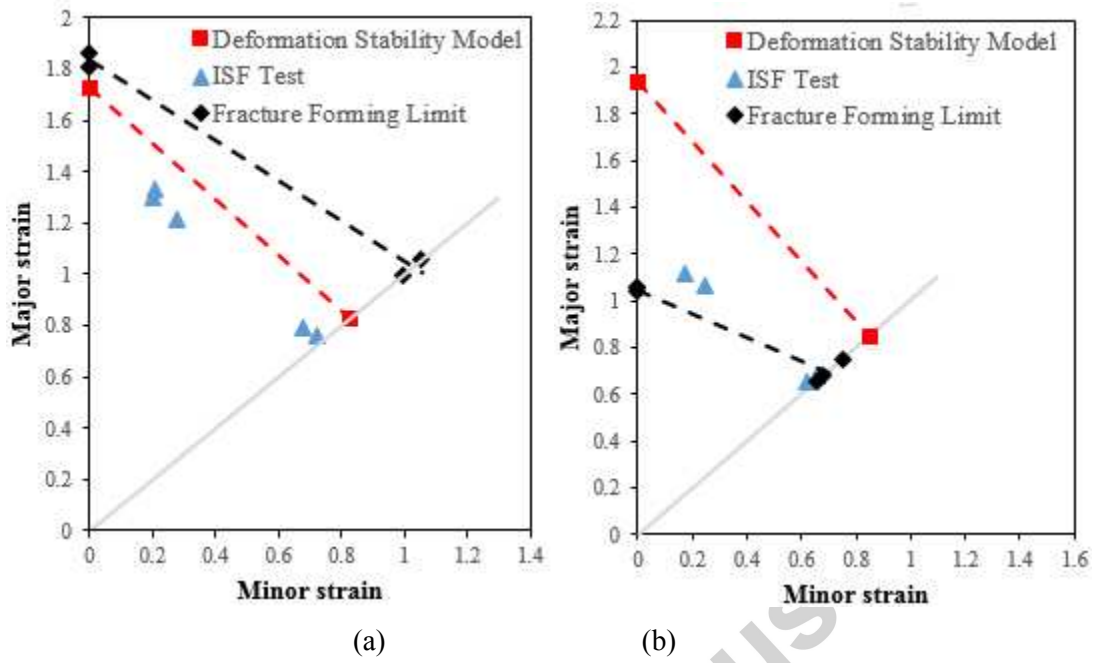 2
1.8
1.6
1.4
1.2
1
0.8
0.6
0.4
0.2
0
Major strain
Deformation Stability Model
ISF Test
Fracture Forming Limit
0 0.2 0.4 0.6 0.8 1 1.2 1.4
Minor strain
(a)
2.2
2
1.8
1.6
1.4
1.2
1
0.8
0.6
0.4
0.2
0
Major strain
Deformation Stability Model
ISF Test
Fracture Forming Limit
0 0.2 0.4 0.6 0.8 1 1.2 1.4 1.6
Minor strain
(b)
us